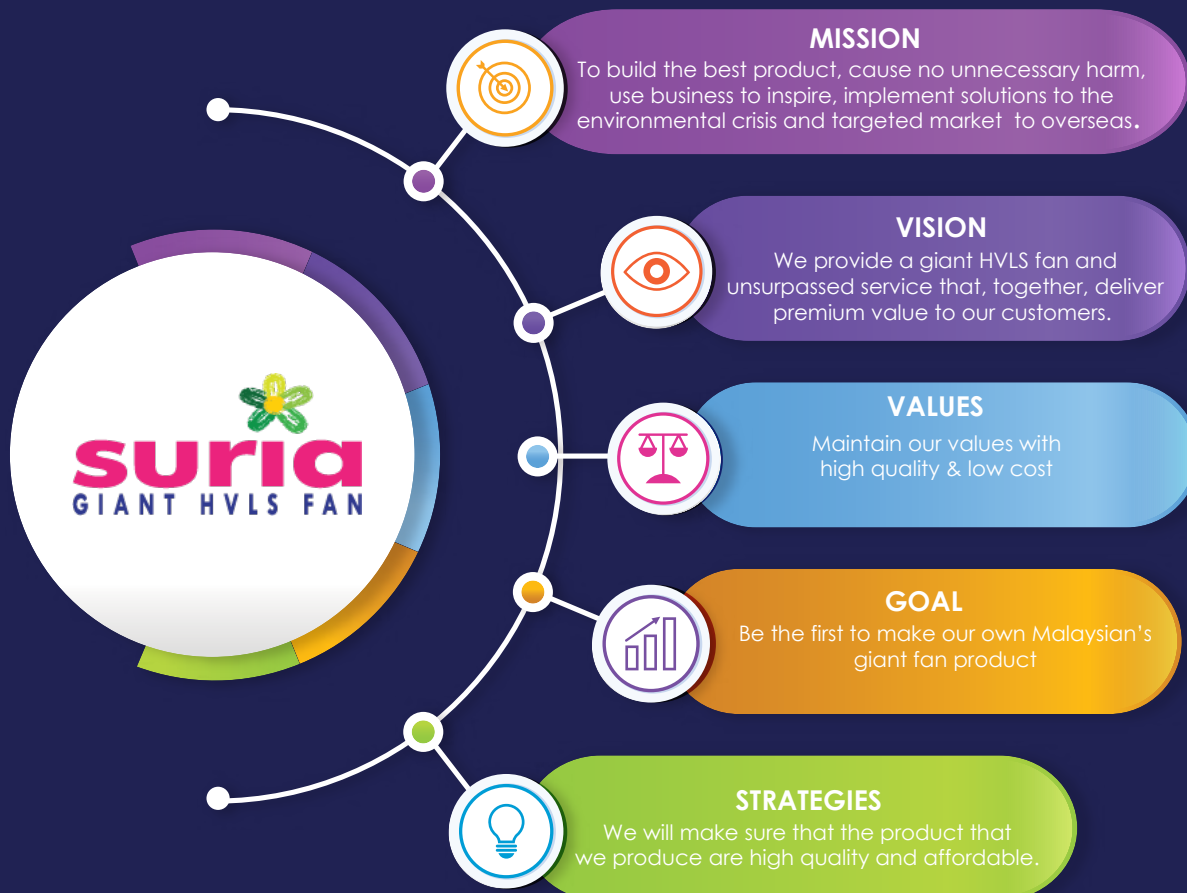 suria
GIANT HVLS FAN
MISSION
To build the best product, cause no unnecessary harm,
use business to inspire, implement solutions to the
environmental crisis and targeted market to overseas.
VISION
We provide a giant HVLS fan and
unsurpassed service that, together, deliver
premium value to our customers.
VALUES
Maintain our values with
high quality & low cost
GOAL
Be the first to make our own Malaysian’s
giant fan product
STRATEGIES
We will make sure that the product that
we produce are high quality and affordable.